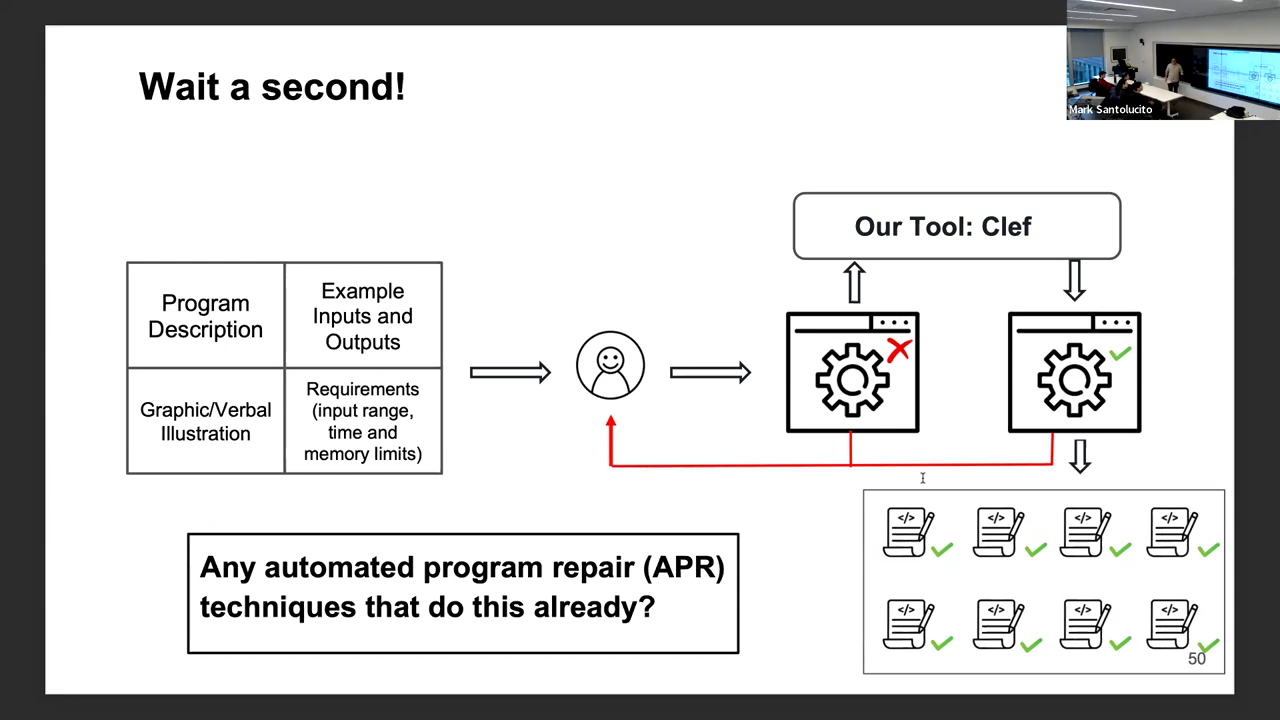 Wait a second!
Mark Santolucito
Our Tool: Clef
Program
Description
Example
Inputs and
Outputs
Graphic/Verbal
Illustration
Requirements
(input range,
time and
memory limits)
Any automated program repair (APR)
techniques that do this already?
</>
</>
</>
</>
</>
</>
</>
</>
50